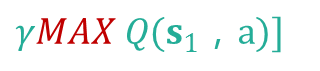 γMAX Q(s₁ , a)]